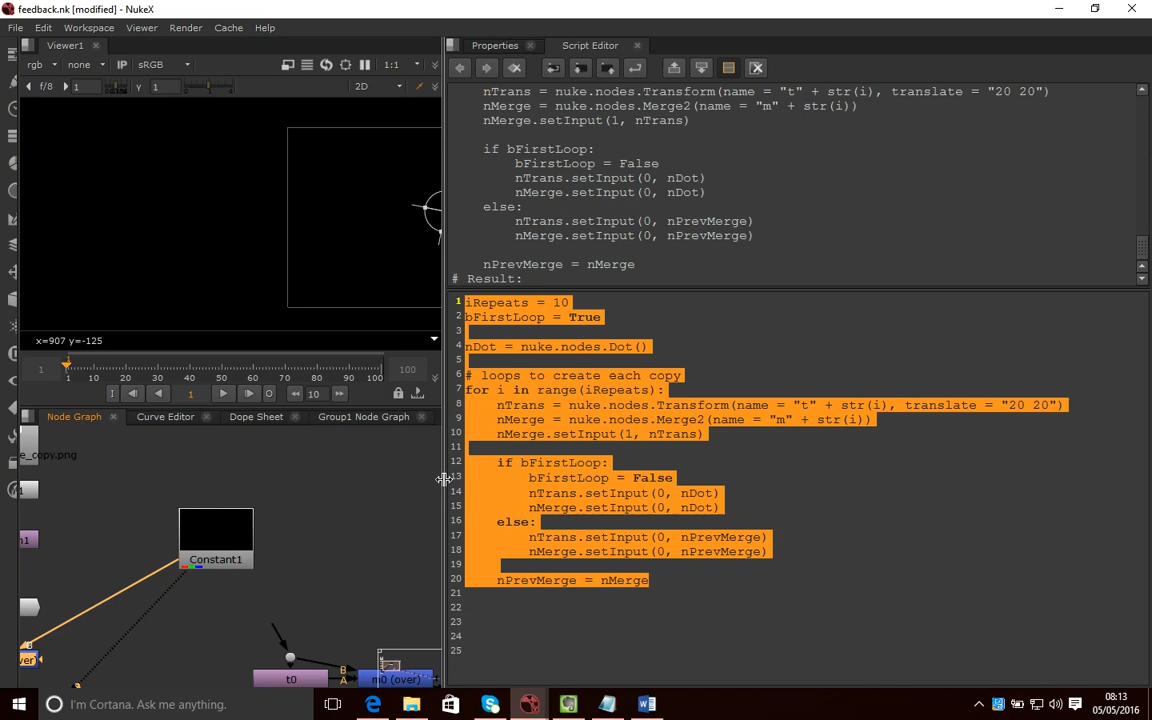 feedback.nk [modified] - NukeX
File Edit Workspace Viewer Render Cache Help
Viewer1
Properties
Script Editor
rgb none IP sRGB 1:1
f/8 1 γ 1 2D
x=907 y=-125
1
1
10 20 30 40 50 60 70 80 90 100
100
1
10
Node Graph Curve Editor Dope Sheet Group1 Node Graph
e_copy.png
Constant1
B
A
t0
m0 (over)
nTrans = nuke.nodes.Transform(name = "t" + str(i), translate = "20 20")
nMerge = nuke.nodes.Merge2(name = "m" + str(i))
nMerge.setInput(1, nTrans)
if bFirstLoop:
bFirstLoop = False
nTrans.setInput(0, nDot)
nMerge.setInput(0, nDot)
else:
nTrans.setInput(0, nPrevMerge)
nMerge.setInput(0, nPrevMerge)
nPrevMerge = nMerge
# Result:
1 iRepeats = 10
2 bFirstLoop = True
3
4 nDot = nuke.nodes.Dot()
5
6 # loops to create each copy
7 for i in range(iRepeats):
8 nTrans = nuke.nodes.Transform(name = "t" + str(i), translate = "20 20")
9 nMerge = nuke.nodes.Merge2(name = "m" + str(i))
10 nMerge.setInput(1, nTrans)
11
12 if bFirstLoop:
13 bFirstLoop = False
14 nTrans.setInput(0, nDot)
15 nMerge.setInput(0, nDot)
16 else:
17 nTrans.setInput(0, nPrevMerge)
18 nMerge.setInput(0, nPrevMerge)
19
20 nPrevMerge = nMerge
21
22
23
24
25
I'm Cortana. Ask me anything.
08:13
05/05/2016